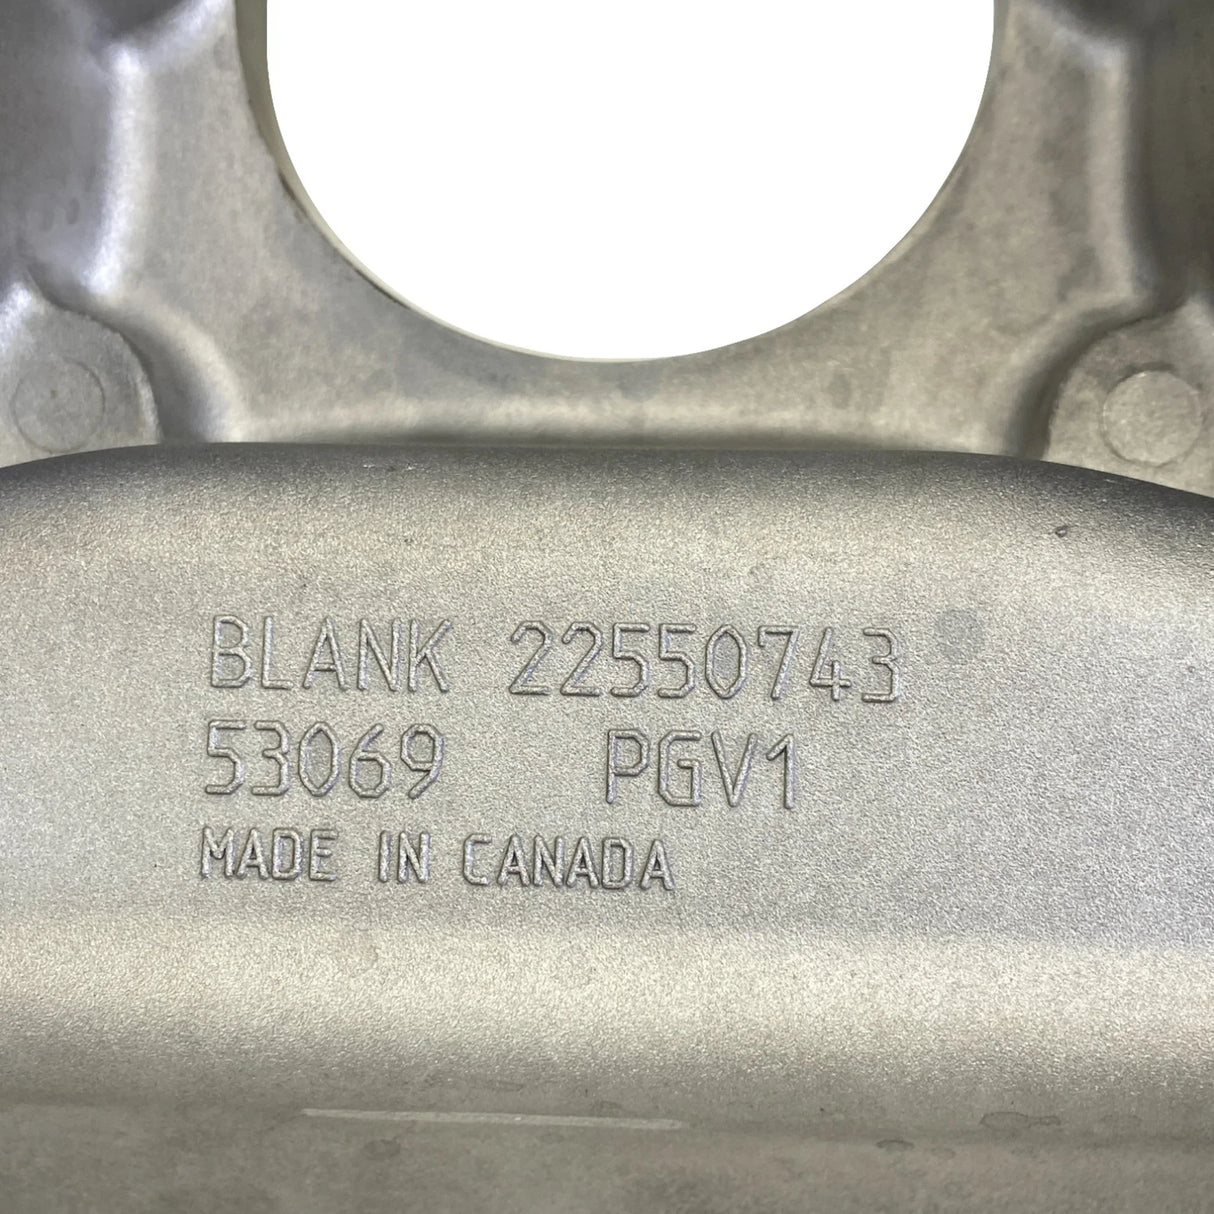 BLANK 22550743
53069 PGV1
MADE IN CANADA